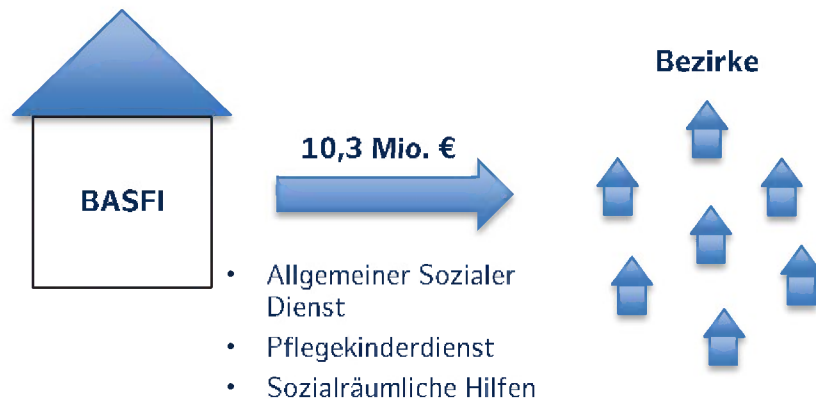 Bezirke
10,3 Mio. €
BASFI
• Allgemeiner Sozialer
Dienst
• Pflegekinderdienst
• Sozialräumliche Hilfen